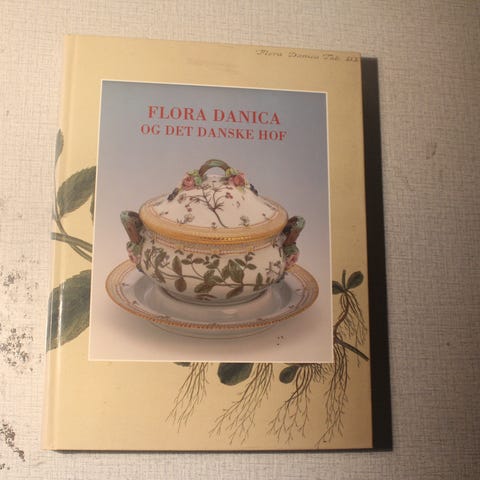 Flora Danica Tab.
FLORA DANICA
OG DET DANSKE HOF